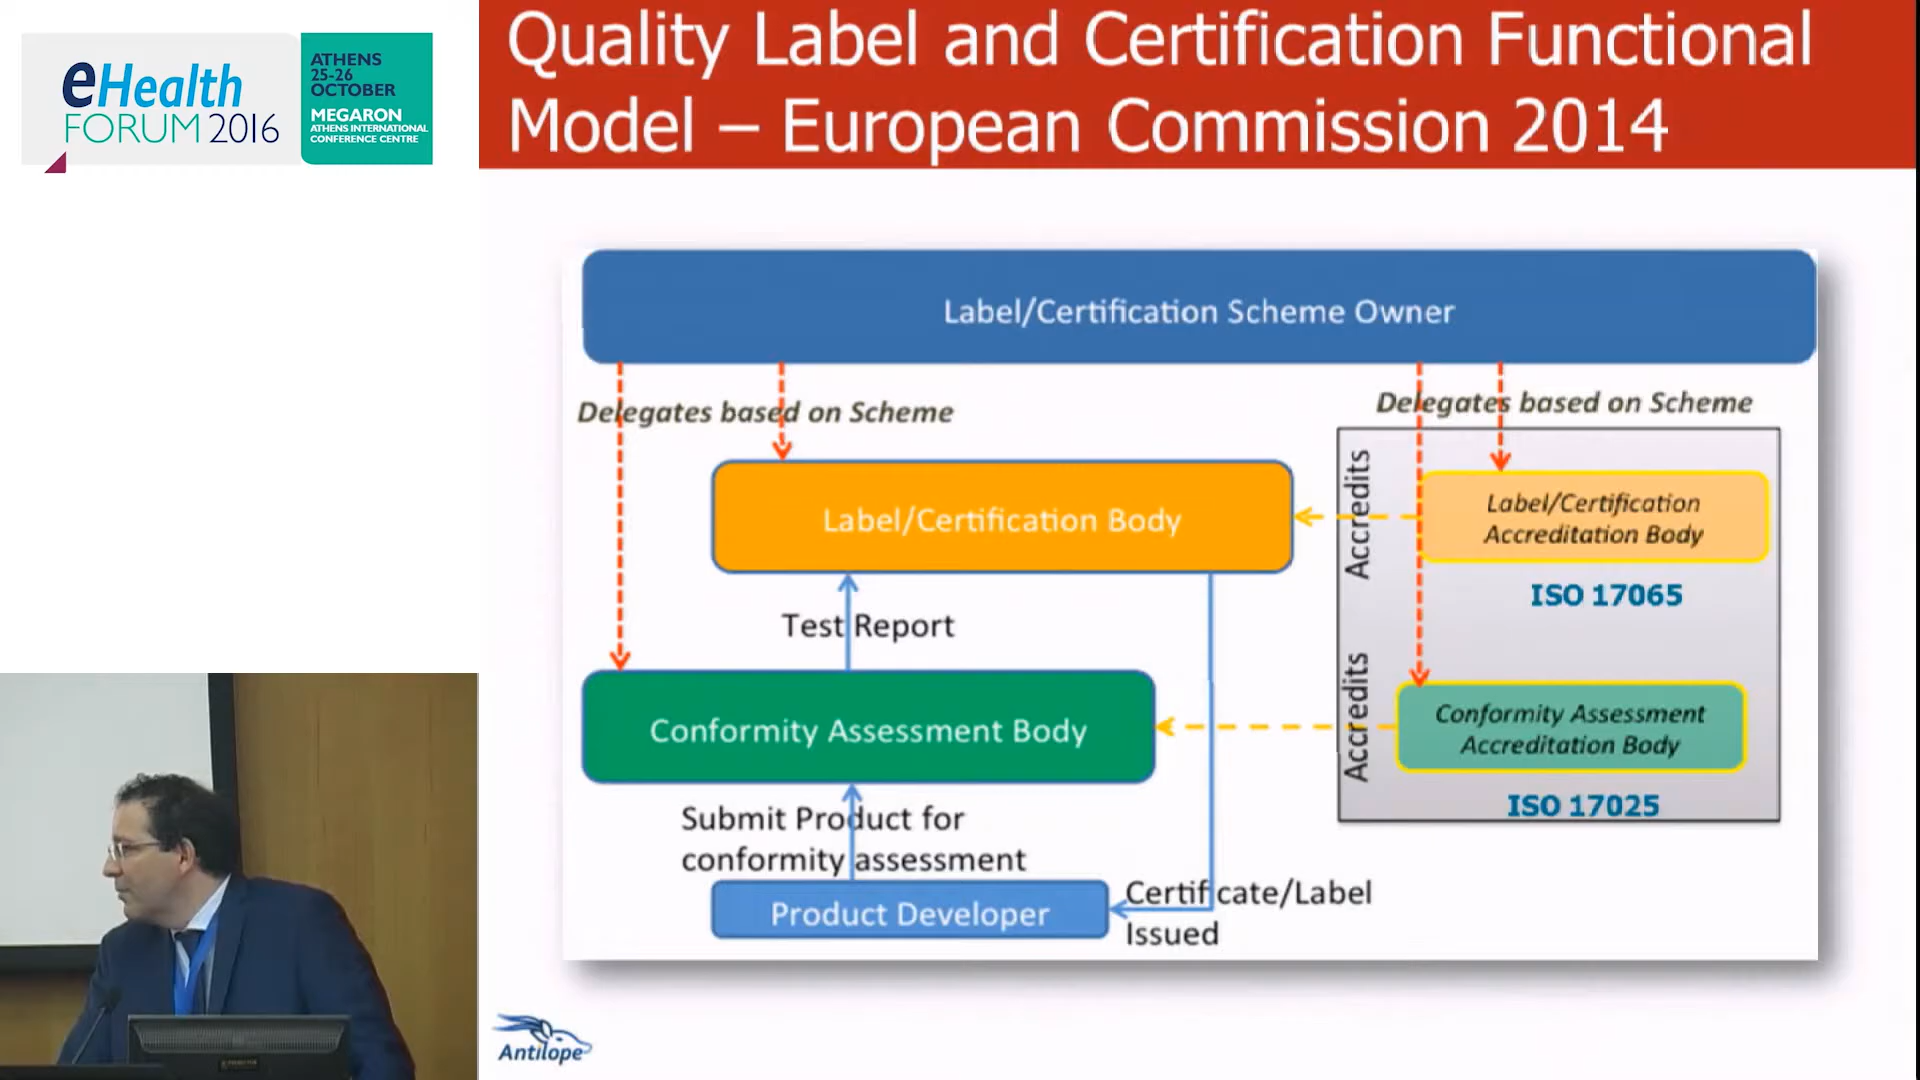 eHealth
FORUM 2016
ATHENS
25-26
OCTOBER
MEGARON
ATHENS INTERNATIONAL
CONFERENCE CENTRE
Quality Label and Certification Functional
Model – European Commission 2014
Label/Certification Scheme Owner
Delegates based on Scheme
Delegates based on Scheme
Label/Certification Body
Accredits
Label/Certification
Accreditation Body
ISO 17065
Test Report
Conformity Assessment Body
Accredits
Conformity Assessment
Accreditation Body
ISO 17025
Submit Product for
conformity assessment
Product Developer
Certificate/Label
Issued
Antilope